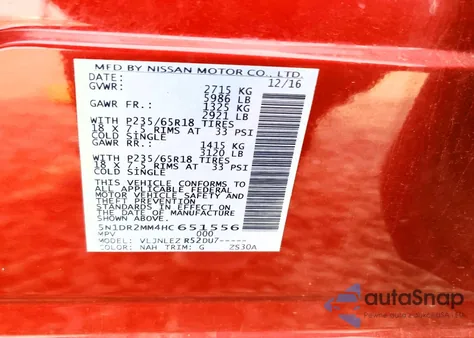 MFD BY NISSAN MOTOR CO., LTD.
DATE: 12/16
GVWR: 2715 KG
5986 LB
GAWR FR.: 1325 KG
2921 LB
WITH P235/65R18 TIRES
18 X 7.5 RIMS AT 33 PSI
COLD SINGLE
GAWR RR.: 1415 KG
3120 LB
WITH P235/65R18 TIRES
18 X 7.5 RIMS AT 33 PSI
COLD SINGLE
THIS VEHICLE CONFORMS TO
ALL APPLICABLE FEDERAL
MOTOR VEHICLE SAFETY AND
THEFT PREVENTION
STANDARDS IN EFFECT ON
THE DATE OF MANUFACTURE
SHOWN ABOVE.
5N1DR2MM4HC651556
MPV 000
MODEL: VLJNLEZ R52DU7-----
COLOR: NAH TRIM: G ZS30A
autoSnap